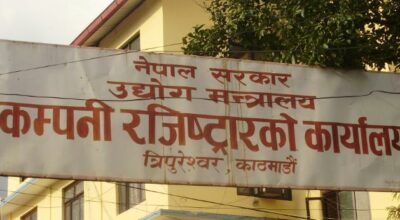 नेपाल सरकार
उद्योग मन्त्रालय
कम्पनी रजिष्ट्रारको कार्यालय
त्रिपुरेश्वर, काठमाडौं